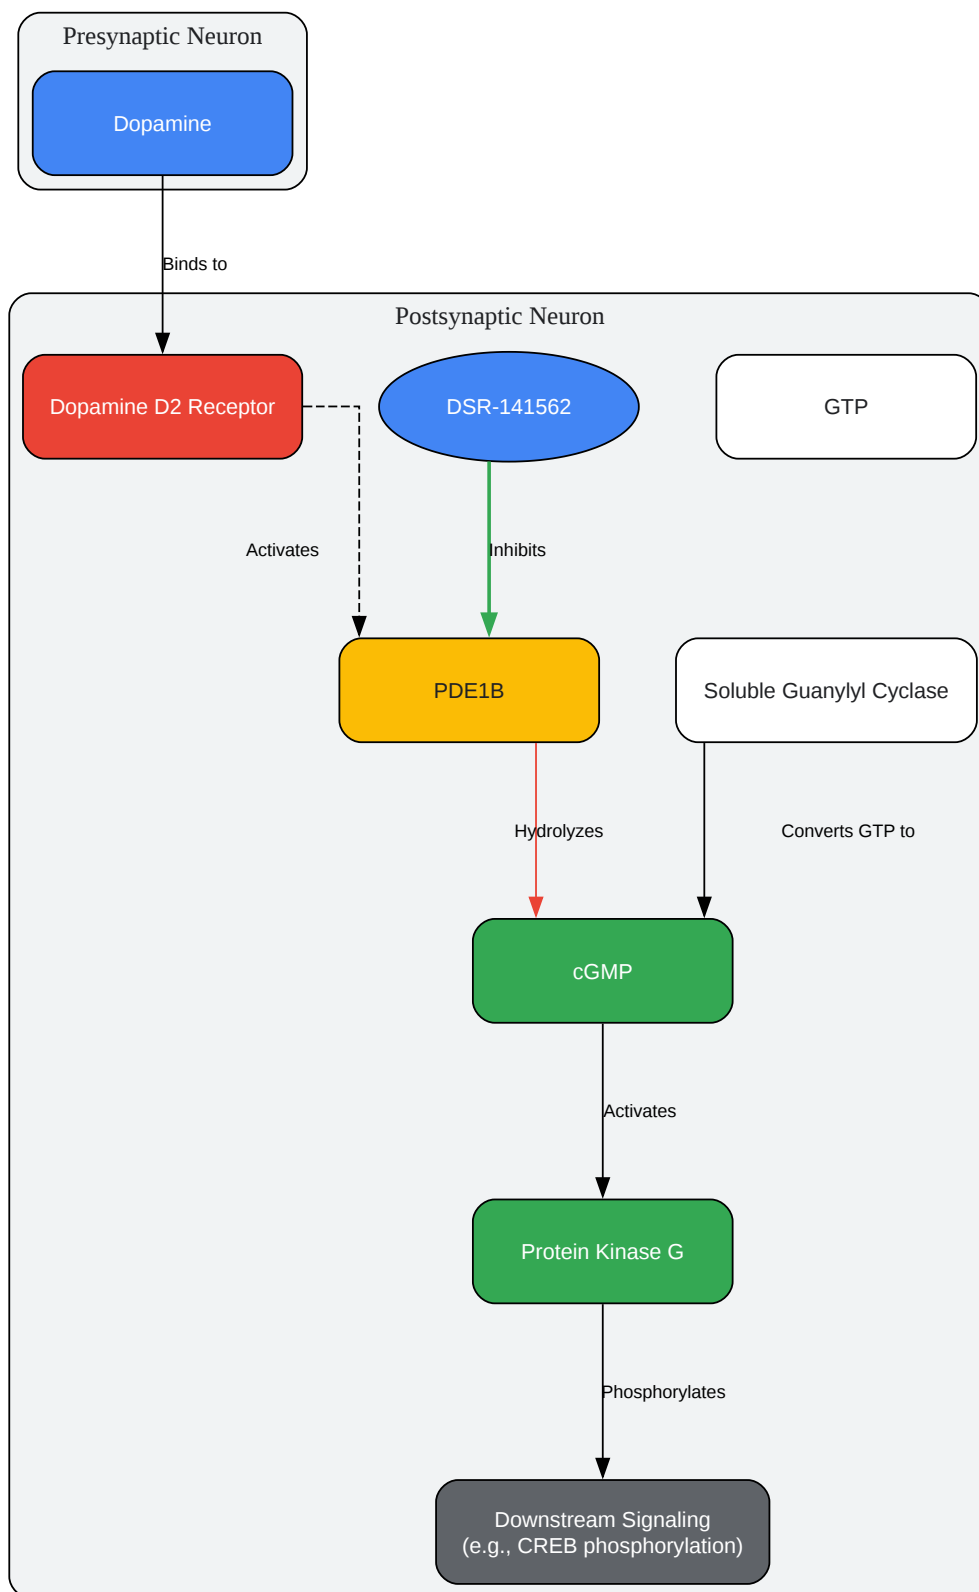 Presynaptic Neuron
Dopamine
Binds to
Postsynaptic Neuron
Dopamine D2 Receptor
DSR-141562
GTP
Activates
Inhibits
PDE1B
Soluble Guanylyl Cyclase
Hydrolyzes
Converts GTP to
cGMP
Activates
Protein Kinase G
Phosphorylates
Downstream Signaling
(e.g., CREB phosphorylation)